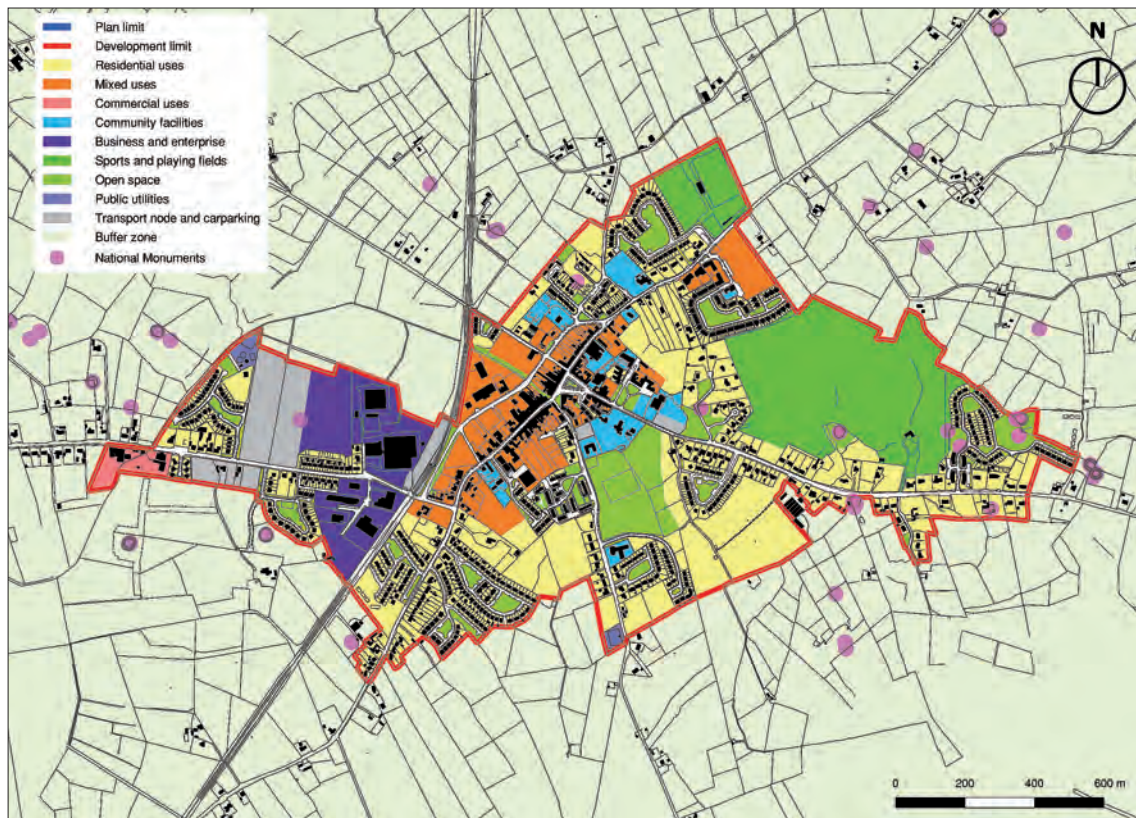 Plan limit
Development limit
Residential uses
Mixed uses
Commercial uses
Community facilities
Business and enterprise
Sports and playing fields
Open space
Public utilities
Transport node and carparking
Buffer zone
National Monuments
N
0 200 400 600 m